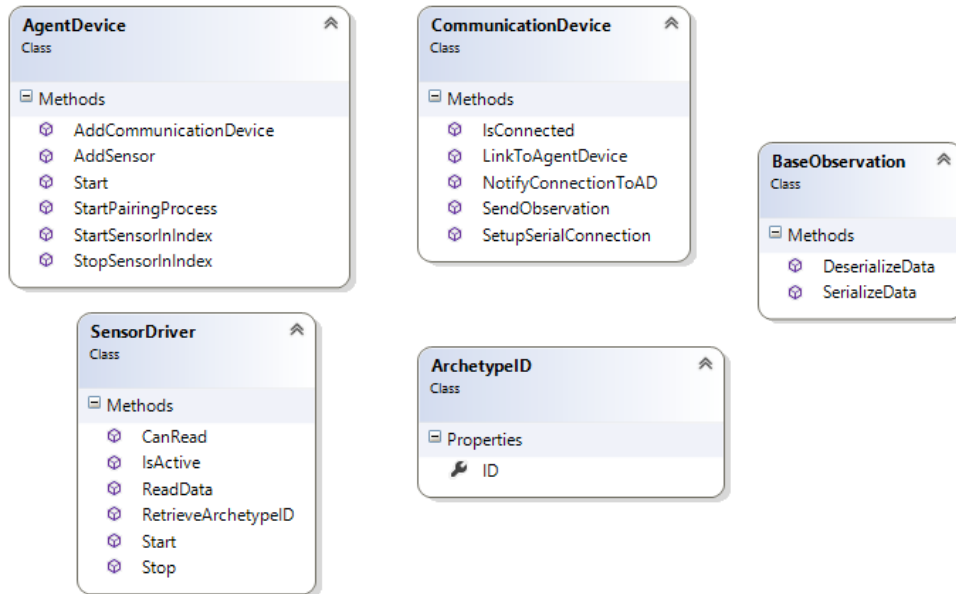 AgentDevice
Class
Methods
AddCommunicationDevice
AddSensor
Start
StartPairingProcess
StartSensorInIndex
StopSensorInIndex
CommunicationDevice
Class
Methods
IsConnected
LinkToAgentDevice
NotifyConnectionToAD
SendObservation
SetupSerialConnection
BaseObservation
Class
Methods
DeserializeData
SerializeData
SensorDriver
Class
Methods
CanRead
IsActive
ReadData
RetrieveArchetypeID
Start
Stop
ArchetypeID
Class
Properties
ID